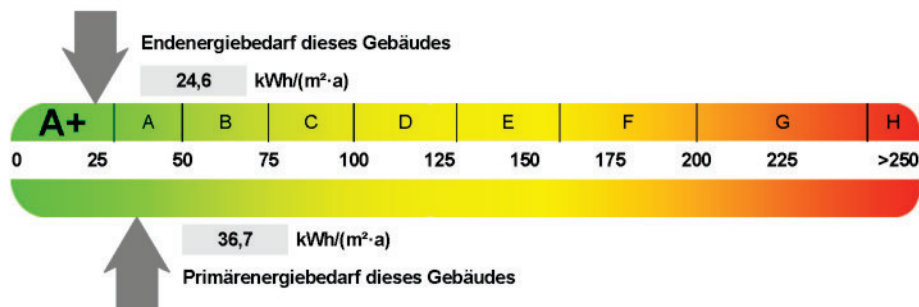 Endenergiebedarf dieses Gebäudes
24,6 kWh/(m²·a)
A+ A B C D E F G H
0 25 50 75 100 125 150 175 200 225 >250
36,7 kWh/(m²·a)
Primärenergiebedarf dieses Gebäudes